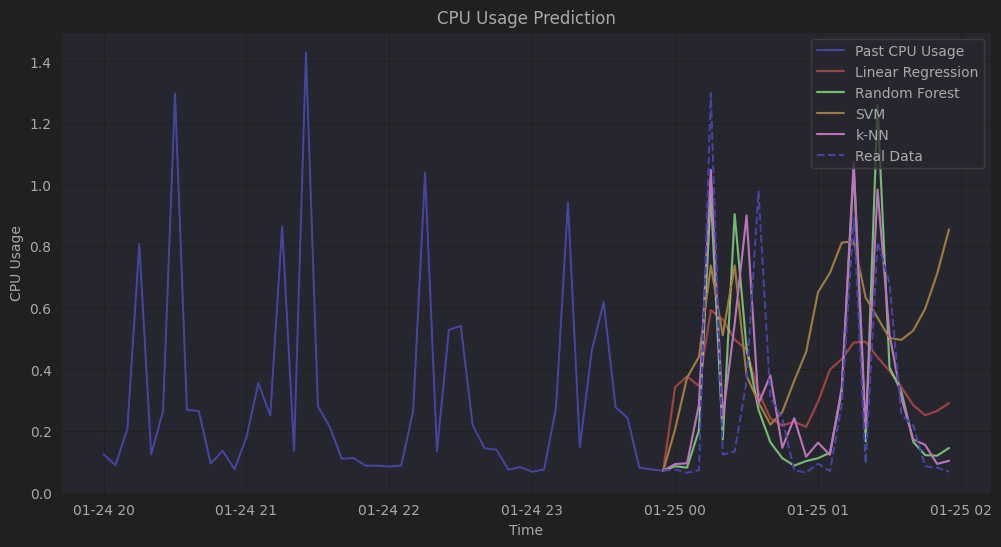 CPU Usage Prediction
Past CPU Usage
Linear Regression
Random Forest
SVM
k-NN
Real Data
CPU Usage
1.4
1.2
1.0
0.8
0.6
0.4
0.2
0.0
01-24 20
01-24 21
01-24 22
01-24 23
01-25 00
01-25 01
01-25 02
Time